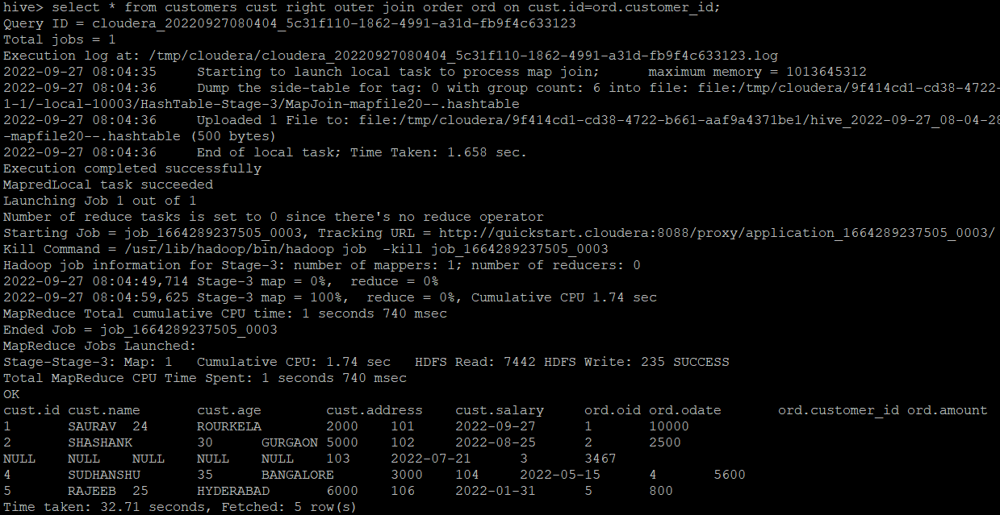 hive> select * from customers cust right outer join order ord on cust.id=ord.customer_id;
Query ID = cloudera_20220927080404_5c31f110-1862-4991-a31d-fb9f4c633123
Total jobs = 1
Execution log at: /tmp/cloudera/cloudera_20220927080404_5c31f110-1862-4991-a31d-fb9f4c633123.log
2022-09-27 08:04:35     Starting to launch local task to process map join;      maximum memory = 1013645312
2022-09-27 08:04:36     Dump the side-table for tag: 0 with group count: 6 into file: file:/tmp/cloudera/9f414cd1-cd38-4722-
1-1/-local-10003/HashTable-Stage-3/MapJoin-mapfile20--.hashtable
2022-09-27 08:04:36     Uploaded 1 File to: file:/tmp/cloudera/9f414cd1-cd38-4722-b661-aaf9a4371be1/hive_2022-09-27_08-04-28
-mapfile20--.hashtable (500 bytes)
2022-09-27 08:04:36     End of local task; Time Taken: 1.658 sec.
Execution completed successfully
MapredLocal task succeeded
Launching Job 1 out of 1
Number of reduce tasks is set to 0 since there's no reduce operator
Starting Job = job_1664289237505_0003, Tracking URL = http://quickstart.cloudera:8088/proxy/application_1664289237505_0003/
Kill Command = /usr/lib/hadoop/bin/hadoop job  -kill job_1664289237505_0003
Hadoop job information for Stage-3: number of mappers: 1; number of reducers: 0
2022-09-27 08:04:49,714 Stage-3 map = 0%,  reduce = 0%
2022-09-27 08:04:59,625 Stage-3 map = 100%,  reduce = 0%, Cumulative CPU 1.74 sec
MapReduce Total cumulative CPU time: 1 seconds 740 msec
Ended Job = job_1664289237505_0003
MapReduce Jobs Launched:
Stage-Stage-3: Map: 1   Cumulative CPU: 1.74 sec   HDFS Read: 7442 HDFS Write: 235 SUCCESS
Total MapReduce CPU Time Spent: 1 seconds 740 msec
OK
cust.id cust.name       cust.age        cust.address    cust.salary     ord.oid ord.odate       ord.customer_id ord.amount
1       SAURAV  24      ROURKELA        2000    101     2022-09-27      1       10000
2       SHASHANK        30      GURGAON 5000    102     2022-08-25      2       2500
NULL    NULL    NULL    NULL    NULL    103     2022-07-21      3       3467
4       SUDHANSHU       35      BANGALORE       3000    104     2022-05-15      4       5600
5       RAJEEB  25      HYDERABAD       6000    106     2022-01-31      5       800
Time taken: 32.71 seconds, Fetched: 5 row(s)